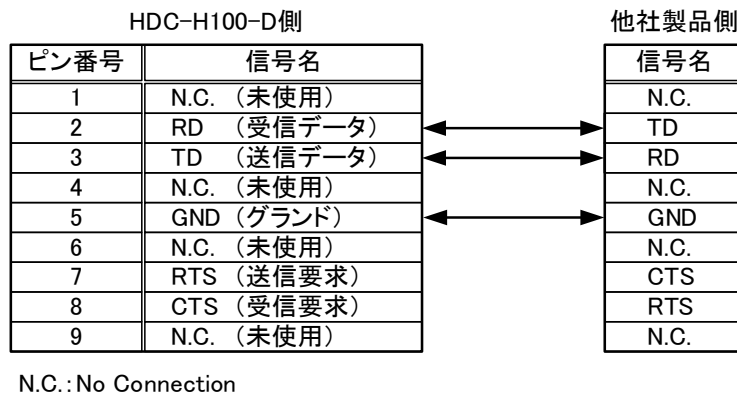 HDC-H100-D側 他社製品側
ピン番号 信号名 信号名
1 N.C. (未使用) N.C.
2 RD (受信データ) TD
3 TD (送信データ) RD
4 N.C. (未使用) N.C.
5 GND (グランド) GND
6 N.C. (未使用) N.C.
7 RTS (送信要求) CTS
8 CTS (受信要求) RTS
9 N.C. (未使用) N.C.
N.C.:No Connection